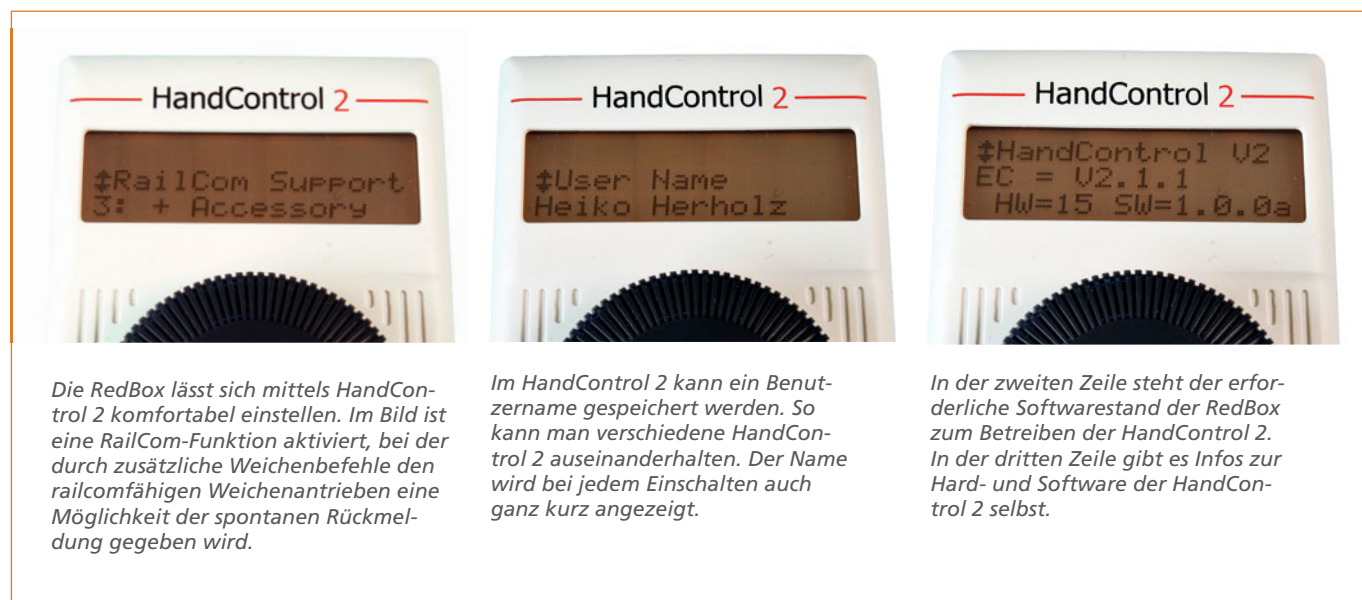 HandControl 2
‡RailCom Support
3: + Accessory
Die RedBox lässt sich mittels HandCon-
trol 2 komfortabel einstellen. Im Bild ist
eine RailCom-Funktion aktiviert, bei der
durch zusätzliche Weichenbefehle den
railcomfähigen Weichenantrieben eine
Möglichkeit der spontanen Rückmel-
dung gegeben wird.
HandControl 2
‡User Name
Heiko Herholz
Im HandControl 2 kann ein Benut-
zername gespeichert werden. So
kann man verschiedene HandCon-
trol 2 auseinanderhalten. Der Name
wird bei jedem Einschalten auch
ganz kurz angezeigt.
HandControl 2
‡HandControl V2
EC = V2.1.1
HW=15 SW=1.0.0a
In der zweiten Zeile steht der erfor-
derliche Softwarestand der RedBox
zum Betreiben der HandControl 2.
In der dritten Zeile gibt es Infos zur
Hard- und Software der HandCon-
trol 2 selbst.